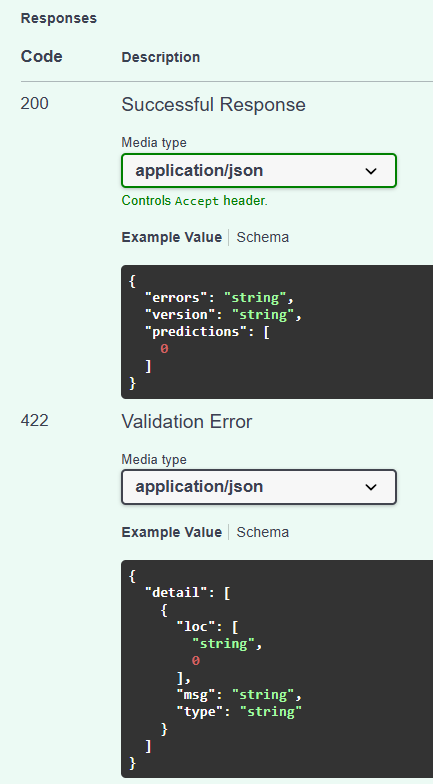 Responses
Code Description
200 Successful Response
Media type
application/json
Controls Accept header.
Example Value Schema
{
  "errors": "string",
  "version": "string",
  "predictions": [
    0
  ]
}
422 Validation Error
Media type
application/json
Example Value Schema
{
  "detail": [
    {
      "loc": [
        "string",
        0
      ],
      "msg": "string",
      "type": "string"
    }
  ]
}